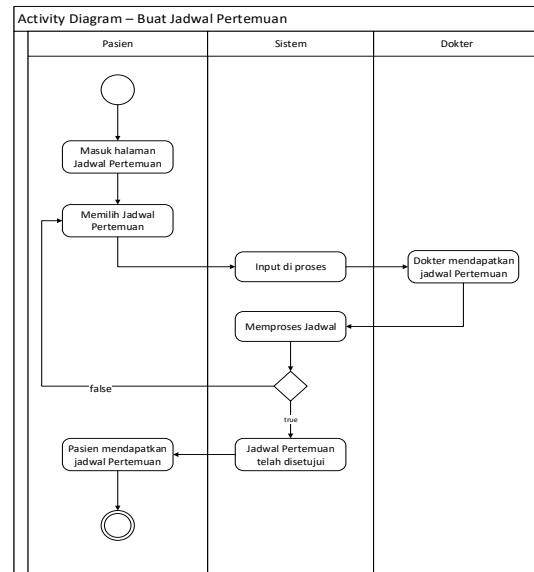 Activity Diagram – Buat Jadwal Pertemuan
Pasien
Sistem
Dokter
Masuk halaman
Jadwal Pertemuan
Memilih Jadwal
Pertemuan
Input di proses
Dokter mendapatkan
jadwal Pertemuan
Memproses Jadwal
false
true
Pasien mendapatkan
jadwal Pertemuan
Jadwal Pertemuan
telah disetujui